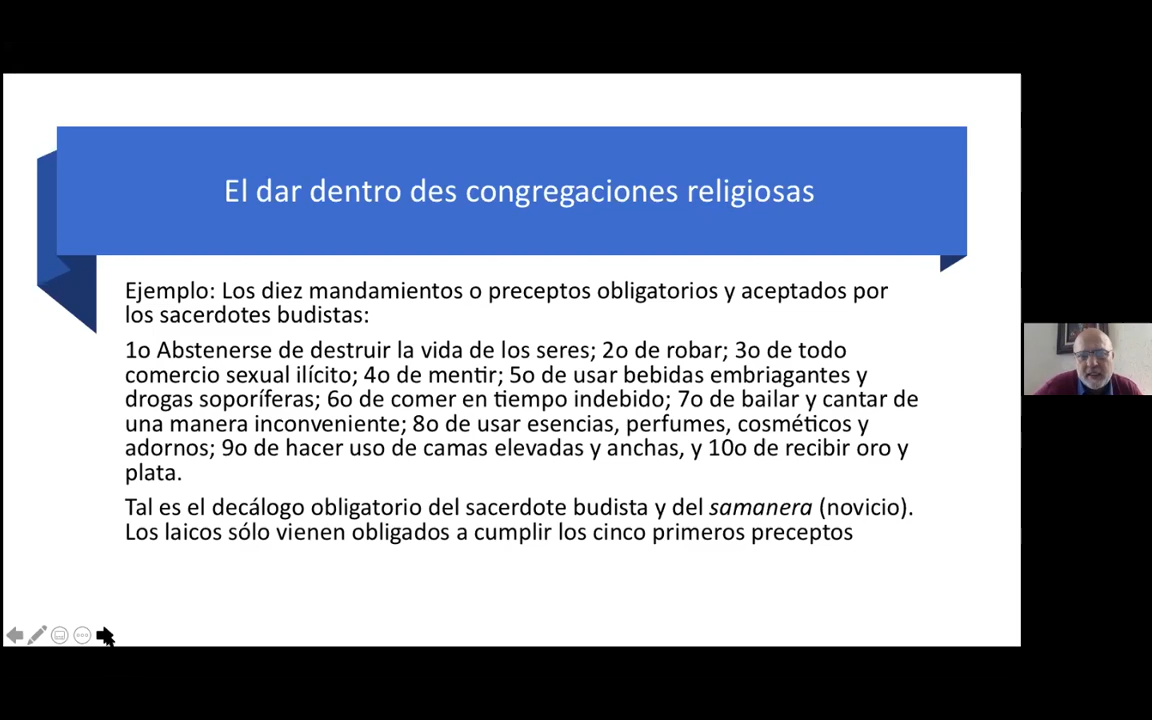 El dar dentro des congregaciones religiosas
Ejemplo: Los diez mandamientos o preceptos obligatorios y aceptados por
los sacerdotes budistas:
1o Abstenerse de destruir la vida de los seres; 2o de robar; 3o de todo
comercio sexual ilícito; 4o de mentir; 5o de usar bebidas embriagantes y
drogas soporíferas; 6o de comer en tiempo indebido; 7o de bailar y cantar de
una manera inconveniente; 8o de usar esencias, perfumes, cosméticos y
adornos; 9o de hacer uso de camas elevadas y anchas, y 10o de recibir oro y
plata.
Tal es el decálogo obligatorio del sacerdote budista y del samanera (novicio).
Los laicos sólo vienen obligados a cumplir los cinco primeros preceptos